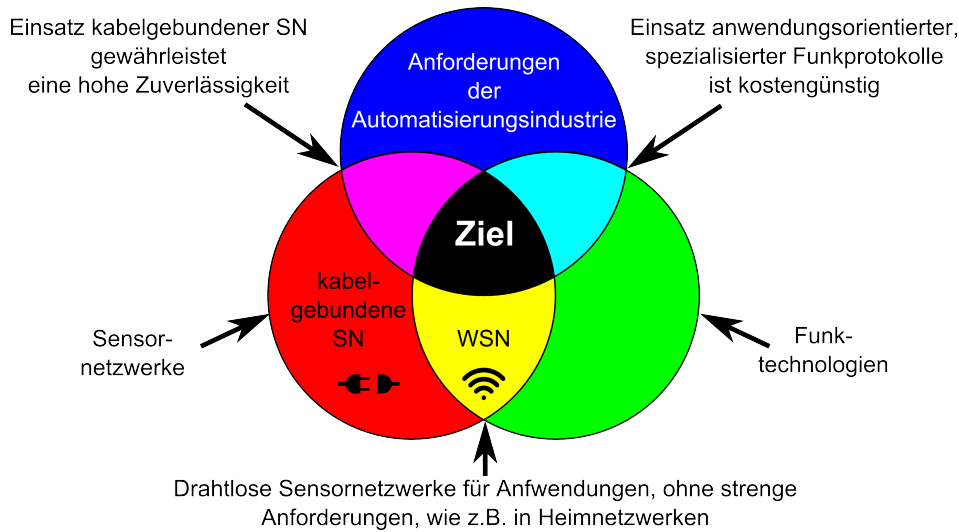 Einsatz kabelgebundener SN
gewährleistet
eine hohe Zuverlässigkeit
Einsatz anwendungsorientierter,
spezialisierter Funkprotokolle
ist kostengünstig
Anforderungen
der
Automatisierungsindustrie
Ziel
kabel-
gebundene
SN
WSN
Sensor-
netzwerke
Funk-
technologien
Drahtlose Sensornetzwerke für Anfwendungen, ohne strenge
Anforderungen, wie z.B. in Heimnetzwerken